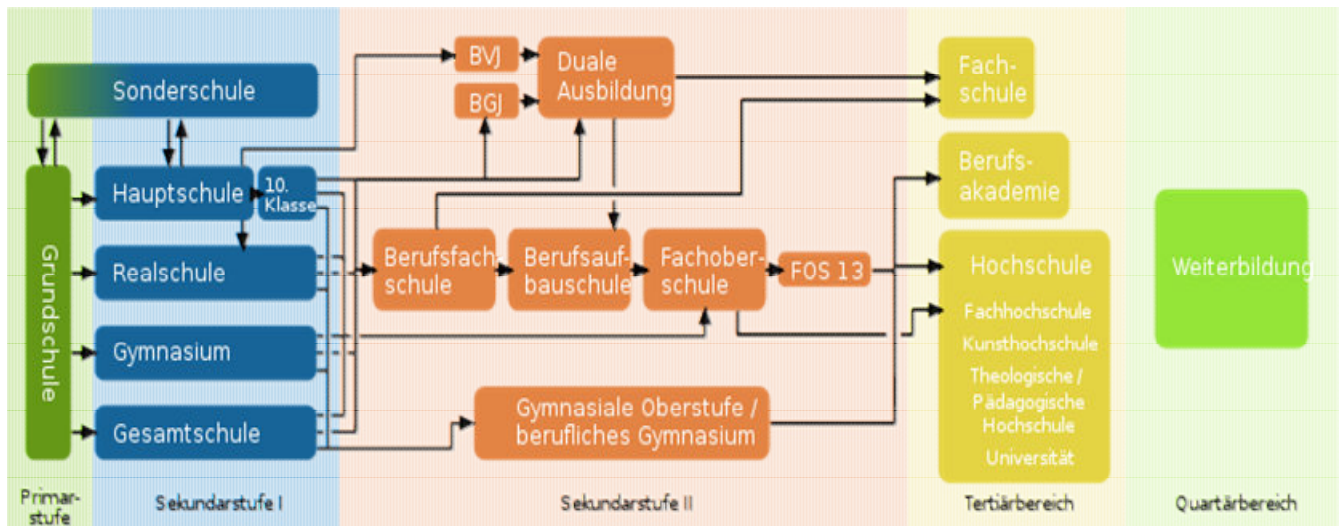 Sonderschule
Grundschule
Hauptschule
10.
Klasse
Realschule
Gymnasium
Gesamtschule
BVJ
BGJ
Duale
Ausbildung
Berufsfach-
schule
Berufsauf-
bauschule
Fachober-
schule
FOS 13
Gymnasiale Oberstufe /
berufliches Gymnasium
Fach-
schule
Berufs-
akademie
Hochschule
Fachhochschule
Kunsthochschule
Theologische /
Pädagogische
Hochschule
Universität
Weiterbildung
Primar-
stufe
Sekundarstufe I
Sekundarstufe II
Tertiärbereich
Quartärbereich